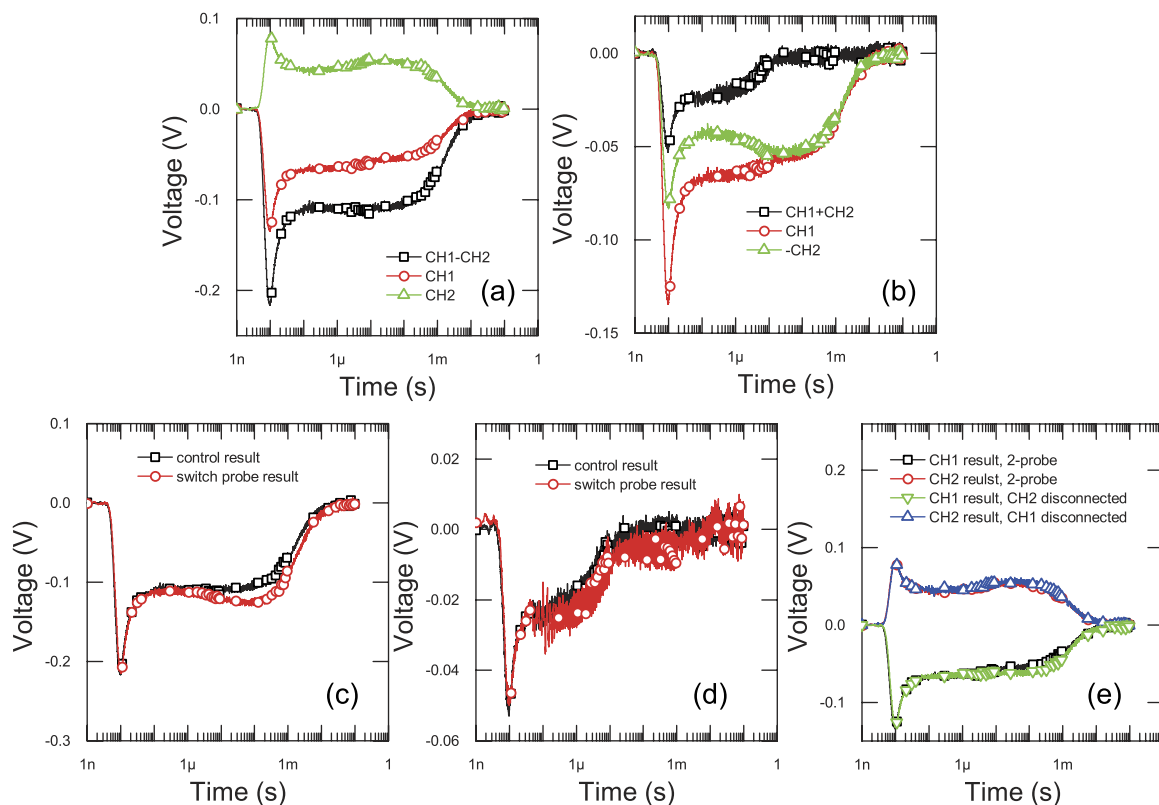 0.1
0.0
-0.1
-0.2
Voltage (V)
CH1-CH2
CH1
CH2
(a)
1n
1μ
1m
1
Time (s)
0.00
-0.05
-0.10
-0.15
Voltage (V)
CH1+CH2
CH1
-CH2
(b)
1n
1μ
1m
1
Time (s)
0.1
0.0
-0.1
-0.2
-0.3
Voltage (V)
control result
switch probe result
(c)
1n
1μ
1m
1
Time (s)
0.02
0.00
-0.02
-0.04
-0.06
Voltage (V)
control result
switch probe result
(d)
1n
1μ
1m
1
Time (s)
0.2
0.1
0.0
-0.1
Voltage (V)
CH1 result, 2-probe
CH2 reulst, 2-probe
CH1 result, CH2 disconnected
CH2 result, CH1 disconnected
(e)
1n
1μ
1m
1
Time (s)